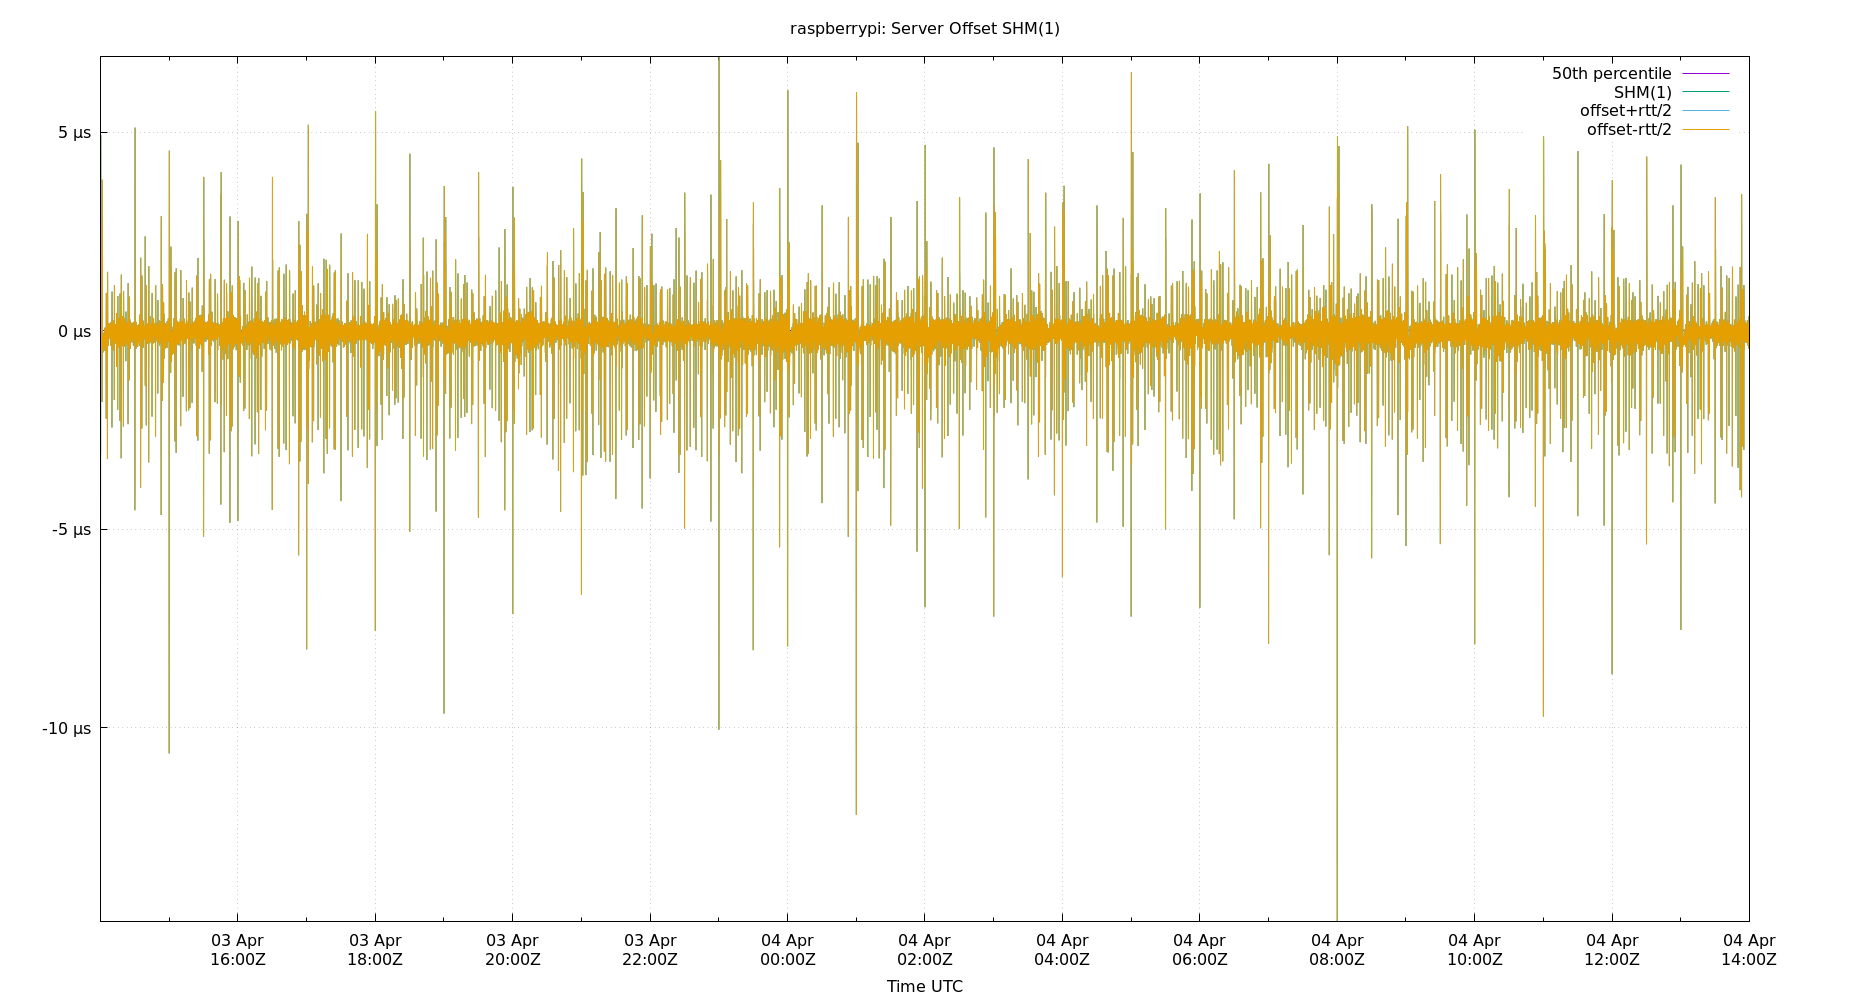 raspberrypi: Server Offset SHM(1)
50th percentile
SHM(1)
offset+rtt/2
offset-rtt/2
5 µs
0 µs
-5 µs
-10 µs
03 Apr 03 Apr 03 Apr 03 Apr 04 Apr 04 Apr 04 Apr 04 Apr 04 Apr 04 Apr 04 Apr 04 Apr
16:00Z 18:00Z 20:00Z 22:00Z 00:00Z 02:00Z 04:00Z 06:00Z 08:00Z 10:00Z 12:00Z 14:00Z
Time UTC